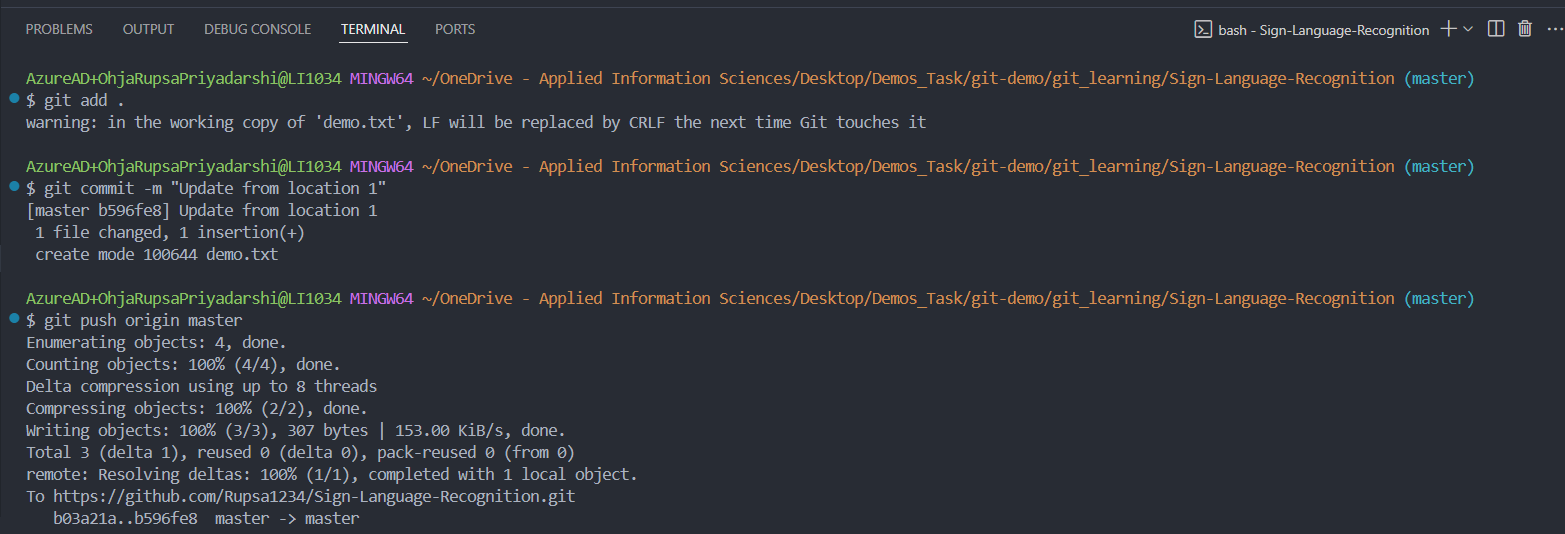 PROBLEMS OUTPUT DEBUG CONSOLE TERMINAL PORTS bash - Sign-Language-Recognition
AzureAD+OhjaRupsaPriyadarshi@LI1034 MINGW64 ~/OneDrive - Applied Information Sciences/Desktop/Demos_Task/git-demo/git_learning/Sign-Language-Recognition (master)
$ git add .
warning: in the working copy of 'demo.txt', LF will be replaced by CRLF the next time Git touches it
AzureAD+OhjaRupsaPriyadarshi@LI1034 MINGW64 ~/OneDrive - Applied Information Sciences/Desktop/Demos_Task/git-demo/git_learning/Sign-Language-Recognition (master)
$ git commit -m "Update from location 1"
[master b596fe8] Update from location 1
1 file changed, 1 insertion(+)
create mode 100644 demo.txt
AzureAD+OhjaRupsaPriyadarshi@LI1034 MINGW64 ~/OneDrive - Applied Information Sciences/Desktop/Demos_Task/git-demo/git_learning/Sign-Language-Recognition (master)
$ git push origin master
Enumerating objects: 4, done.
Counting objects: 100% (4/4), done.
Delta compression using up to 8 threads
Compressing objects: 100% (2/2), done.
Writing objects: 100% (3/3), 307 bytes | 153.00 KiB/s, done.
Total 3 (delta 1), reused 0 (delta 0), pack-reused 0 (from 0)
remote: Resolving deltas: 100% (1/1), completed with 1 local object.
To https://github.com/Rupsa1234/Sign-Language-Recognition.git
b03a21a..b596fe8 master -> master